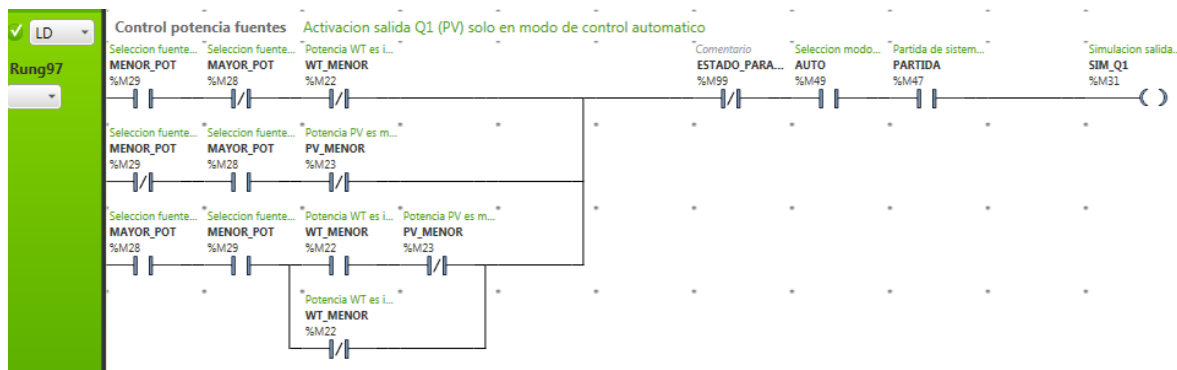 LD
Control potencia fuentes Activacion salida Q1 (PV) solo en modo de control automatico
Rung97
Seleccion fuente... Seleccion fuente... Potencia WT es i... Comentario Seleccion modo... Partida de sistem... Simulacion salida...
MENOR_POT MAYOR_POT WT_MENOR ESTADO_PARA... AUTO PARTIDA SIM_Q1
%M29 %M28 %M22 %M99 %M49 %M47 %M31
Seleccion fuente... Seleccion fuente... Potencia PV es m...
MENOR_POT MAYOR_POT PV_MENOR
%M29 %M28 %M23
Seleccion fuente... Seleccion fuente... Potencia WT es i... Potencia PV es m...
MAYOR_POT MENOR_POT WT_MENOR PV_MENOR
%M28 %M29 %M22 %M23
Potencia WT es i...
WT_MENOR
%M22